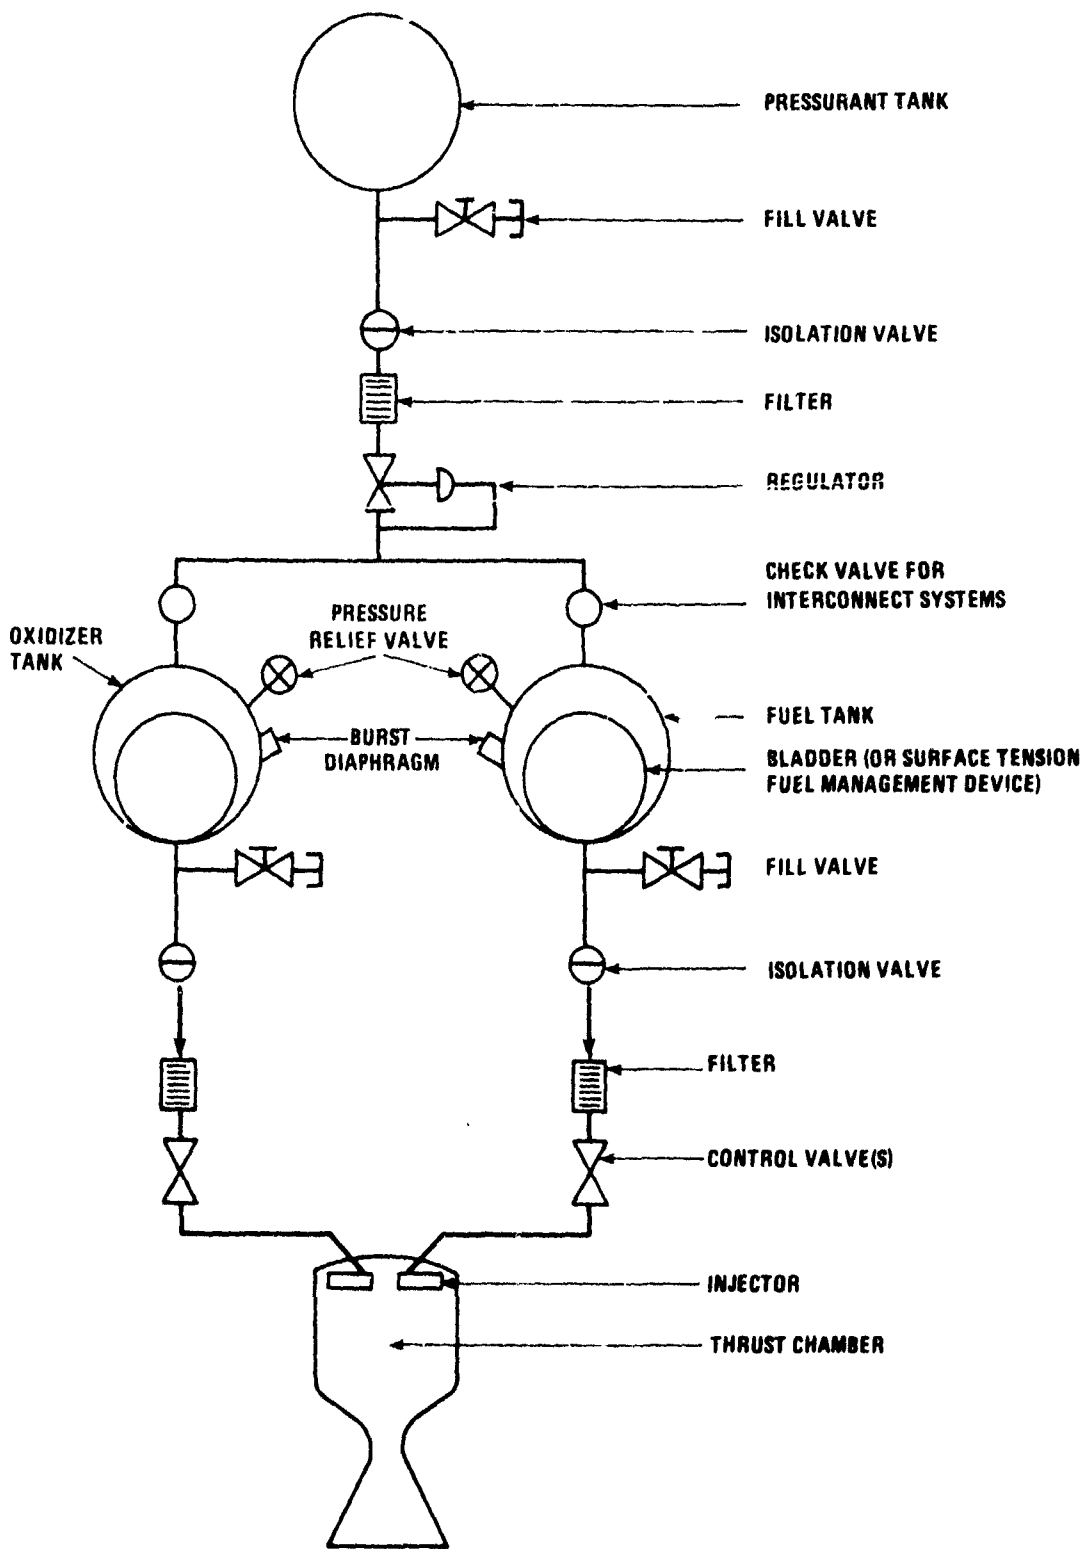 PRESSURANT TANK
FILL VALVE
ISOLATION VALVE
FILTER
REGULATOR
CHECK VALVE FOR
INTERCONNECT SYSTEMS
PRESSURE
RELIEF VALVE
OXIDIZER
TANK
FUEL TANK
BURST
DIAPHRAGM
BLADDER (OR SURFACE TENSION
FUEL MANAGEMENT DEVICE)
FILL VALVE
ISOLATION VALVE
FILTER
CONTROL VALVE(S)
INJECTOR
THRUST CHAMBER